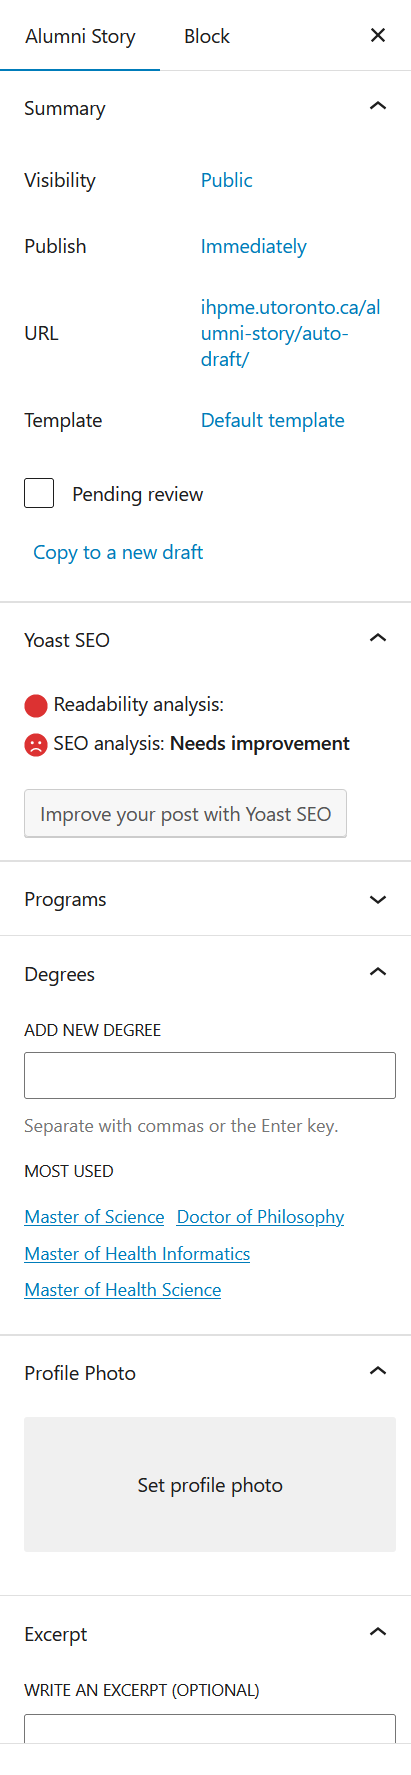 Alumni Story Block
Summary
Visibility Public
Publish Immediately
URL ihpme.utoronto.ca/al
umni-story/auto-
draft/
Template Default template
Pending review
Copy to a new draft
Yoast SEO
Readability analysis:
SEO analysis: Needs improvement
Improve your post with Yoast SEO
Programs
Degrees
ADD NEW DEGREE
Separate with commas or the Enter key.
MOST USED
Master of Science Doctor of Philosophy
Master of Health Informatics
Master of Health Science
Profile Photo
Set profile photo
Excerpt
WRITE AN EXCERPT (OPTIONAL)